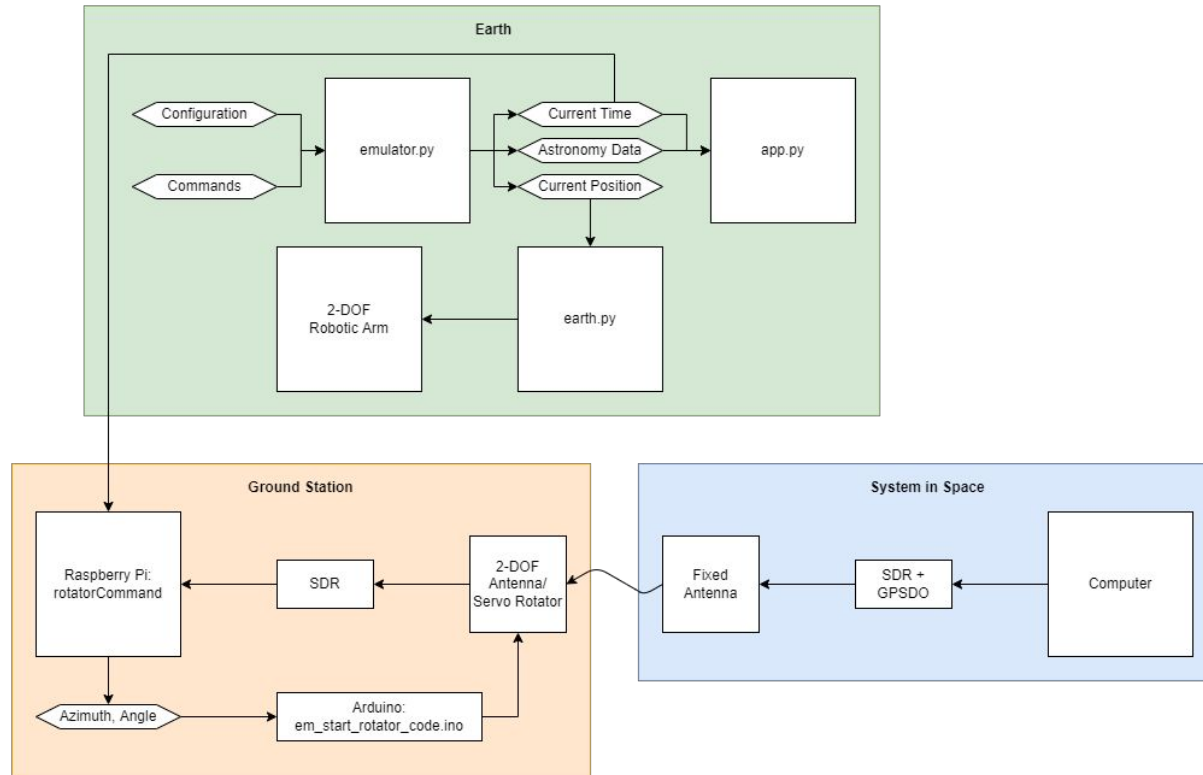 Earth
Configuration
Commands
emulator.py
Current Time
Astronomy Data
Current Position
app.py
2-DOF
Robotic Arm
earth.py
Ground Station
Raspberry Pi:
rotatorCommand
SDR
2-DOF
Antenna/
Servo Rotator
Azimuth, Angle
Arduino:
em_start_rotator_code.ino
System in Space
Fixed
Antenna
SDR +
GPSDO
Computer